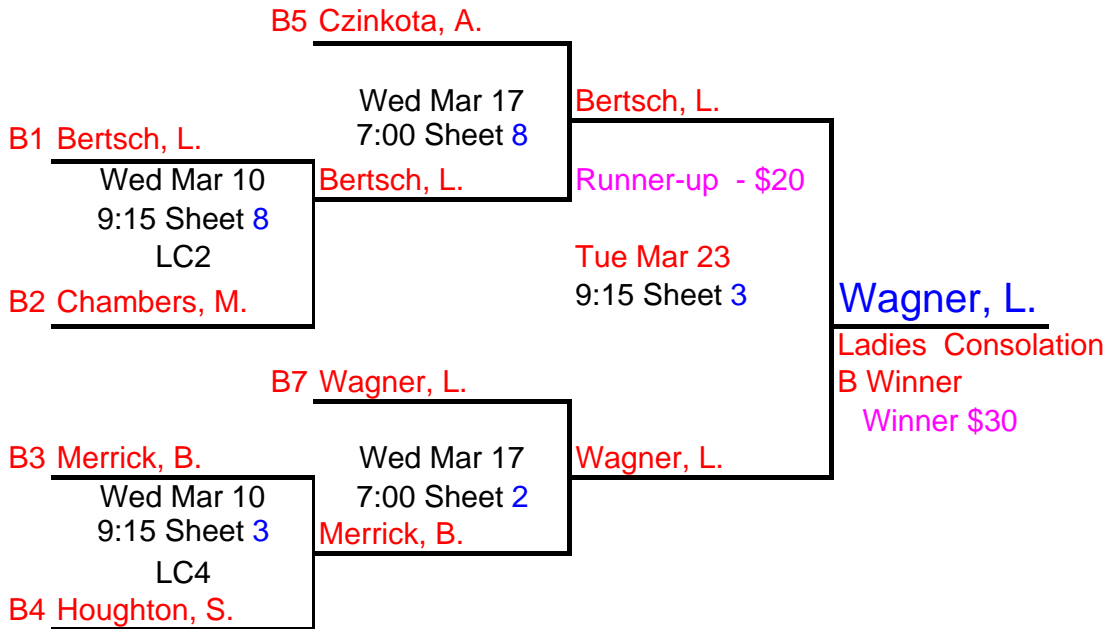 B5 Czinkota, A.
Wed Mar 17
7:00 Sheet 8
Bertsch, L.
B1 Bertsch, L.
Wed Mar 10
9:15 Sheet 8
LC2
Bertsch, L.
Runner-up - $20
B2 Chambers, M.
Tue Mar 23
9:15 Sheet 3
Wagner, L.
Ladies Consolation
B Winner
Winner $30
B7 Wagner, L.
B3 Merrick, B.
Wed Mar 17
7:00 Sheet 2
Wagner, L.
Wed Mar 10
9:15 Sheet 3
LC4
Merrick, B.
B4 Houghton, S.